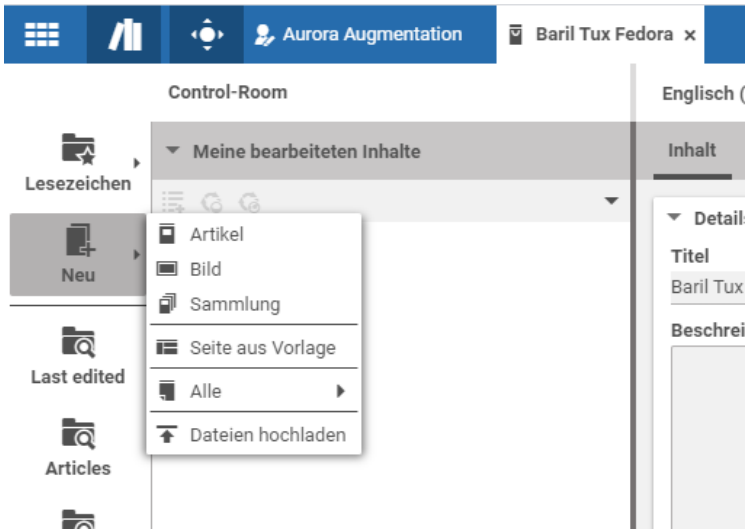 Aurora Augmentation
Baril Tux Fedora ×
Control-Room
Englisch (
Lesezeichen
Meine bearbeiteten Inhalte
Inhalt
Neu
Artikel
Bild
Sammlung
Seite aus Vorlage
Alle
Dateien hochladen
Details
Titel
Baril Tux
Beschrei
Last edited
Articles